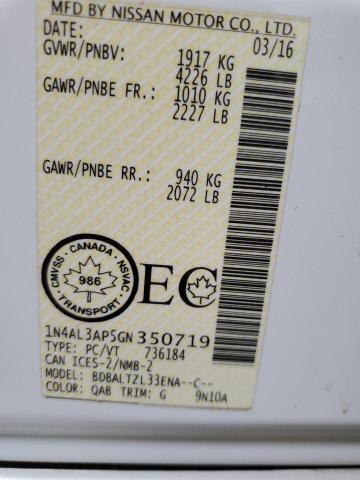 MFD BY NISSAN MOTOR CO., LTD.
DATE: 03/16
GVWR/PNBV: 1917 KG
4226 LB
GAWR/PNBE FR.: 1010 KG
2227 LB
GAWR/PNBE RR.: 940 KG
2072 LB
CMVSS • CANADA • NSVAC
986
TRANSPORT
EC
1N4AL3AP5GN350719
TYPE: PC/VT 736184
CAN ICES-2/NMB-2
MODEL: BDBALTZL33ENA--C--
COLOR: QAB TRIM: G 9N10A